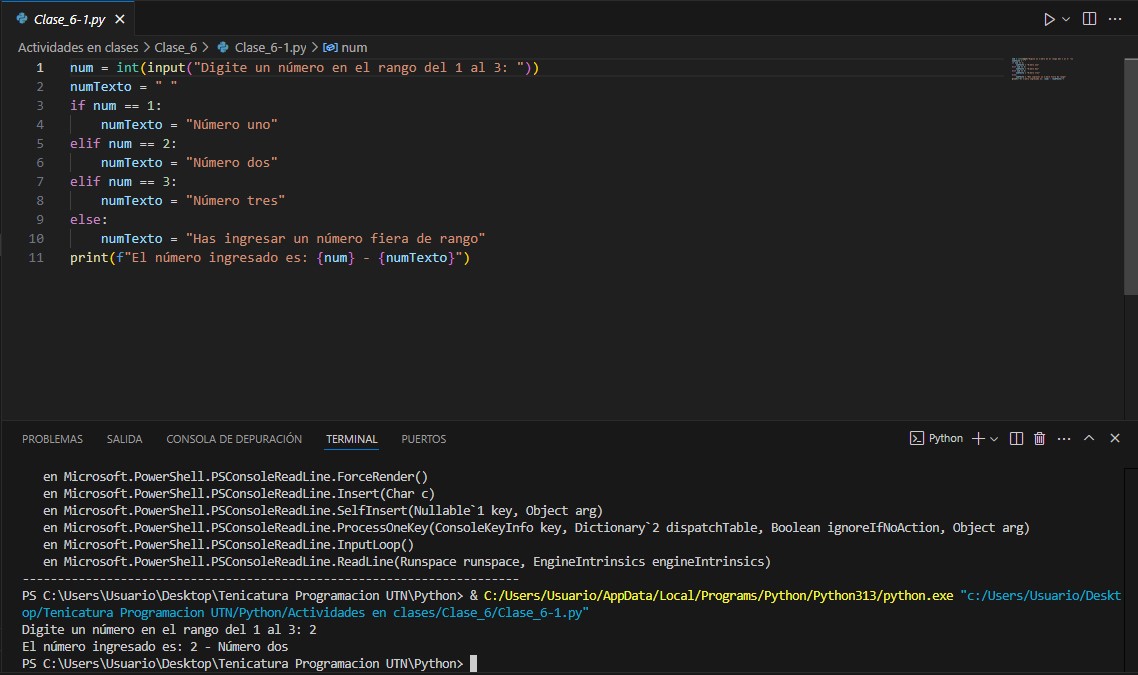 Clase_6-1.py
Actividades en clases > Clase_6 > Clase_6-1.py > num
1 num = int(input("Digite un número en el rango del 1 al 3: "))
2 numTexto = " "
3 if num == 1:
4     numTexto = "Número uno"
5 elif num == 2:
6     numTexto = "Número dos"
7 elif num == 3:
8     numTexto = "Número tres"
9 else:
10     numTexto = "Has ingresar un número fiera de rango"
11 print(f"El número ingresado es: {num} - {numTexto}")
PROBLEMAS SALIDA CONSOLA DE DEPURACIÓN TERMINAL PUERTOS Python
en Microsoft.PowerShell.PSConsoleReadLine.ForceRender()
en Microsoft.PowerShell.PSConsoleReadLine.Insert(Char c)
en Microsoft.PowerShell.PSConsoleReadLine.SelfInsert(Nullable`1 key, Object arg)
en Microsoft.PowerShell.PSConsoleReadLine.ProcessOneKey(ConsoleKeyInfo key, Dictionary`2 dispatchTable, Boolean ignoreIfNoAction, Object arg)
en Microsoft.PowerShell.PSConsoleReadLine.InputLoop()
en Microsoft.PowerShell.PSConsoleReadLine.ReadLine(Runspace runspace, EngineIntrinsics engineIntrinsics)
-----------------------------------------------------------------------
PS C:\Users\Usuario\Desktop\Tenicatura Programacion UTN\Python> & C:/Users/Usuario/AppData/Local/Programs/Python/Python313/python.exe "c:/Users/Usuario/Deskt
op/Tenicatura Programacion UTN/Python/Actividades en clases/Clase_6/Clase_6-1.py"
Digite un número en el rango del 1 al 3: 2
El número ingresado es: 2 - Número dos
PS C:\Users\Usuario\Desktop\Tenicatura Programacion UTN\Python>